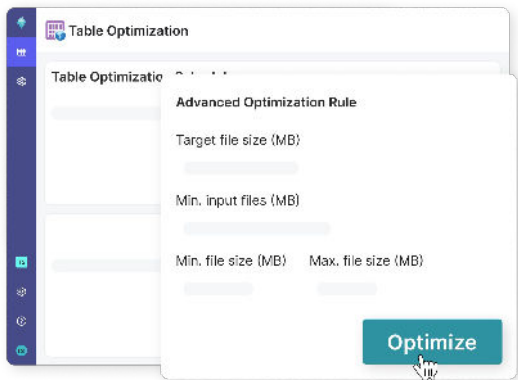 Table Optimization
Table Optimization
Advanced Optimization Rule
Target file size (MB)
Min. input files (MB)
Min. file size (MB) Max. file size (MB)
Optimize